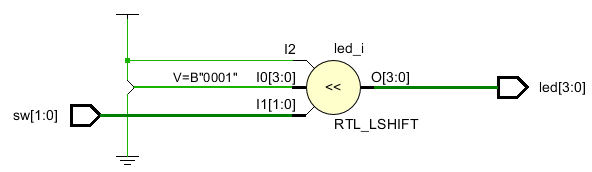 I2
led_i
V=B"0001"
I0[3:0]
<<
O[3:0]
led[3:0]
I1[1:0]
sw[1:0]
RTL_LSHIFT